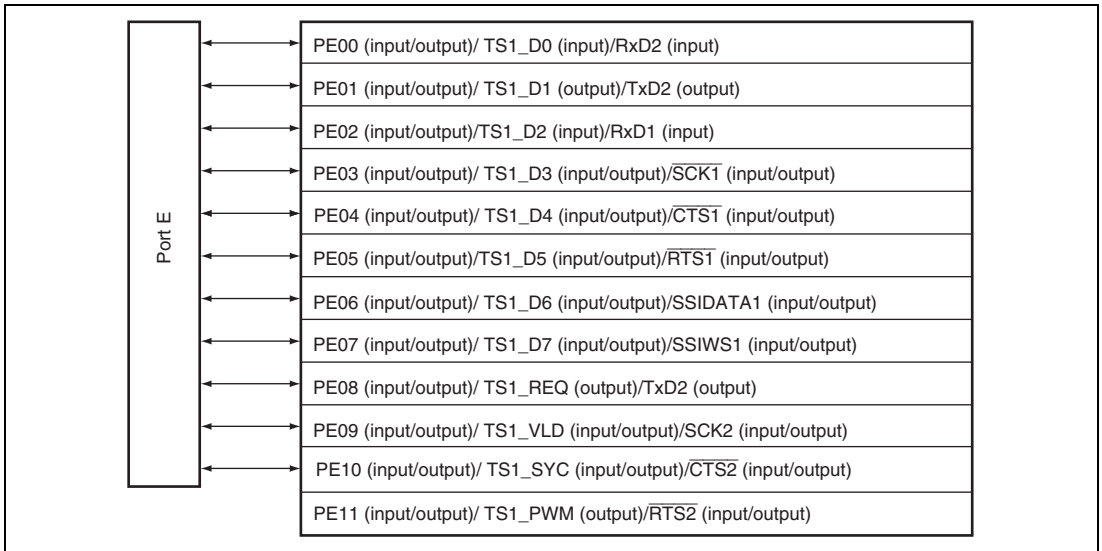 Port E
PE00 (input/output)/ TS1_D0 (input)/RxD2 (input)
PE01 (input/output)/ TS1_D1 (output)/TxD2 (output)
PE02 (input/output)/TS1_D2 (input)/RxD1 (input)
PE03 (input/output)/ TS1_D3 (input/output)/S̅C̅K̅1̅ (input/output)
PE04 (input/output)/ TS1_D4 (input/output)/C̅T̅S̅1̅ (input/output)
PE05 (input/output)/TS1_D5 (input/output)/R̅T̅S̅1̅ (input/output)
PE06 (input/output)/ TS1_D6 (input/output)/SSIDATA1 (input/output)
PE07 (input/output)/ TS1_D7 (input/output)/SSIWS1 (input/output)
PE08 (input/output)/ TS1_REQ (output)/TxD2 (output)
PE09 (input/output)/ TS1_VLD (input/output)/SCK2 (input/output)
PE10 (input/output)/ TS1_SYC (input/output)/C̅T̅S̅2̅ (input/output)
PE11 (input/output)/ TS1_PWM (output)/R̅T̅S̅2̅ (input/output)